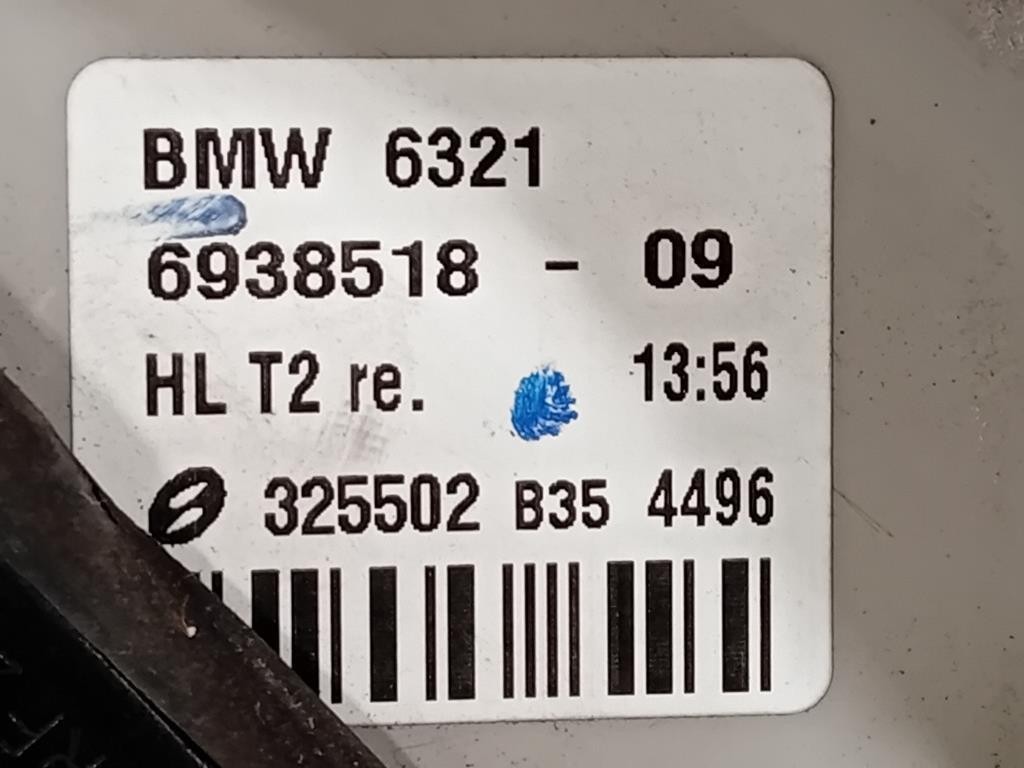 BMW 6321
6938518 - 09
HL T2 re. 13:56
325502 B35 4496